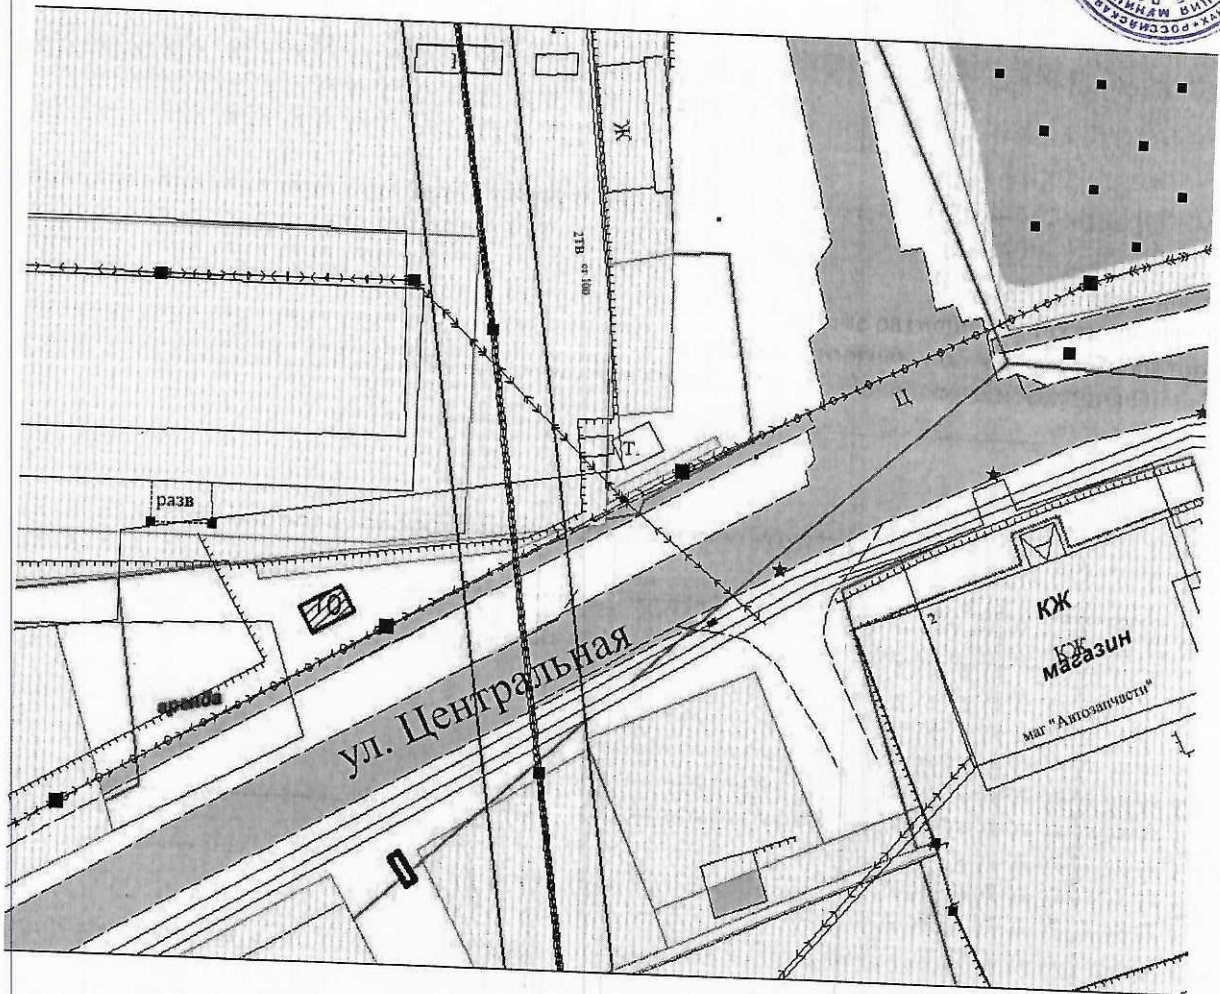 Ж
Ц
Т.
разв
аренда
ул. Центральная
2
КЖ
КЖ
магазин
маг "Автозапчасти"